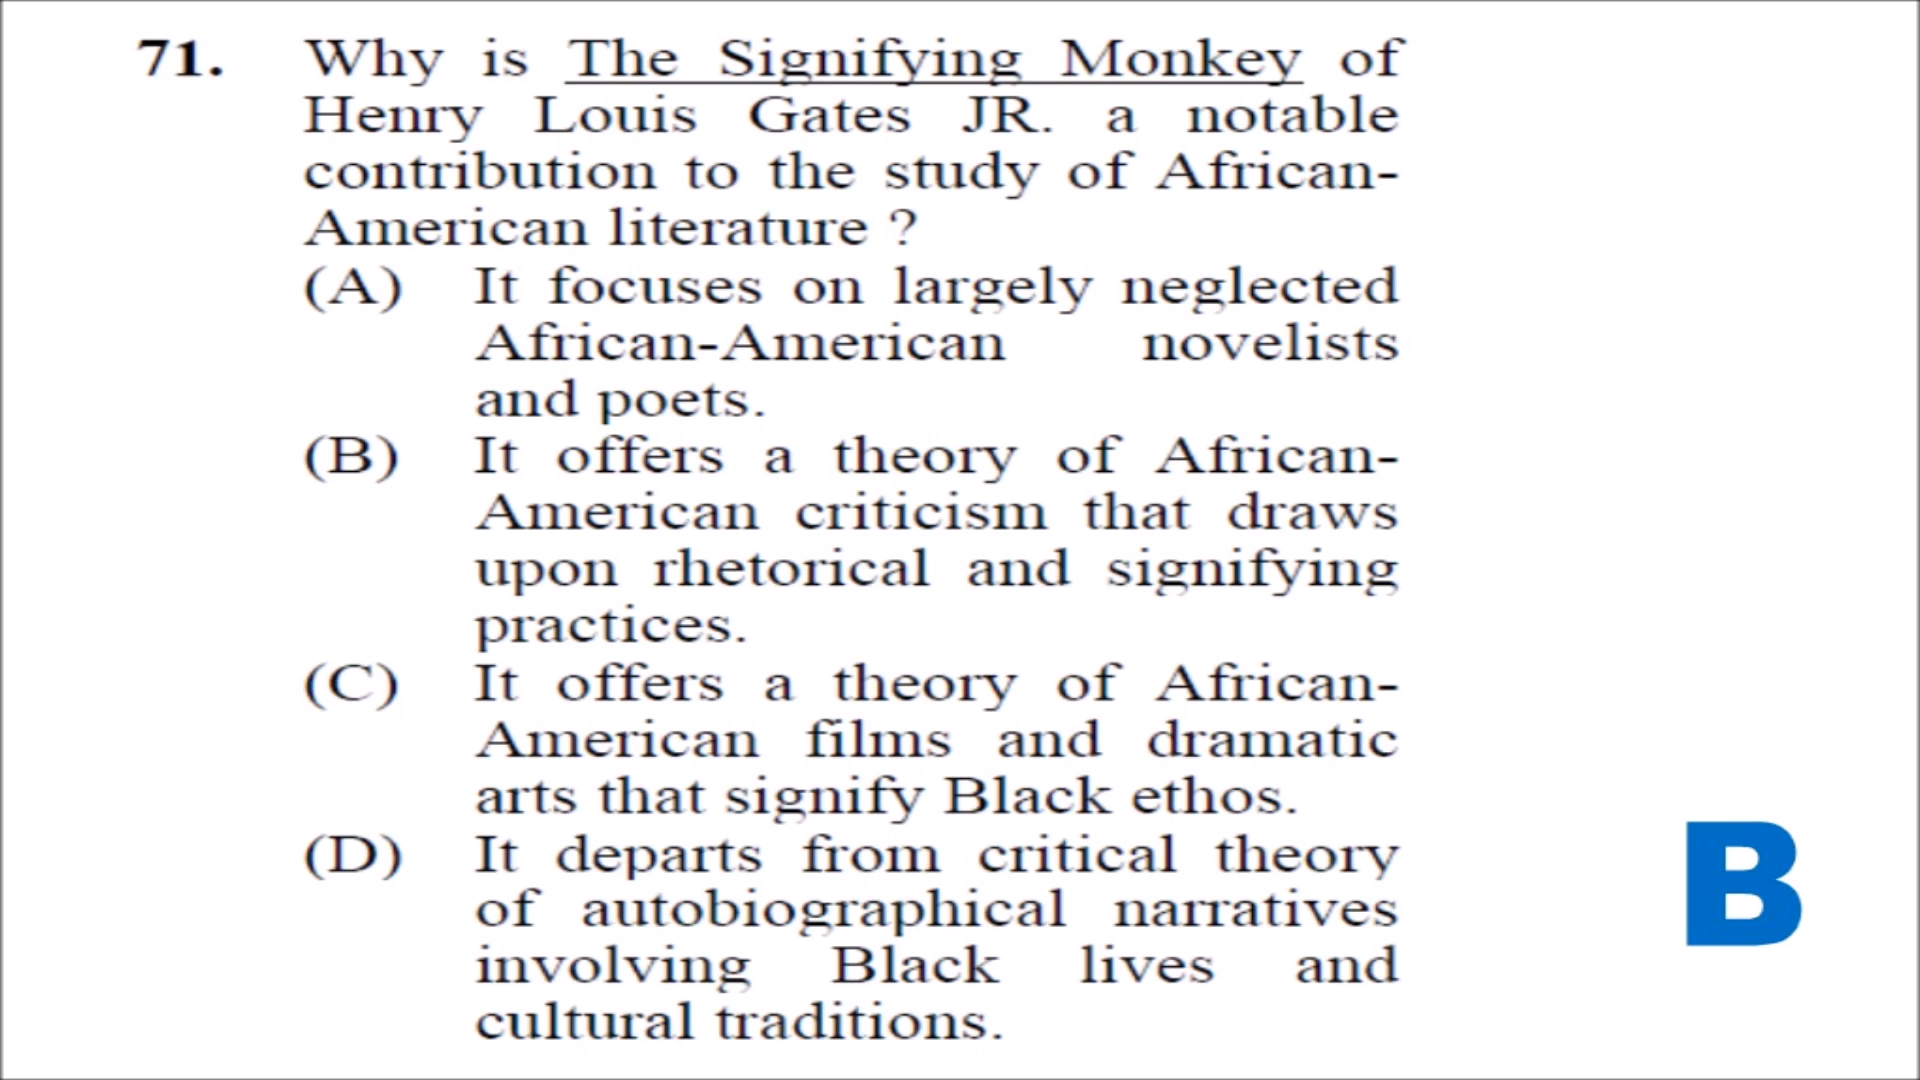 71. Why is The Signifying Monkey of
Henry Louis Gates JR. a notable
contribution to the study of African-
American literature ?
(A) It focuses on largely neglected
African-American novelists
and poets.
(B) It offers a theory of African-
American criticism that draws
upon rhetorical and signifying
practices.
(C) It offers a theory of African-
American films and dramatic
arts that signify Black ethos.
(D) It departs from critical theory
of autobiographical narratives
involving Black lives and
cultural traditions.
B